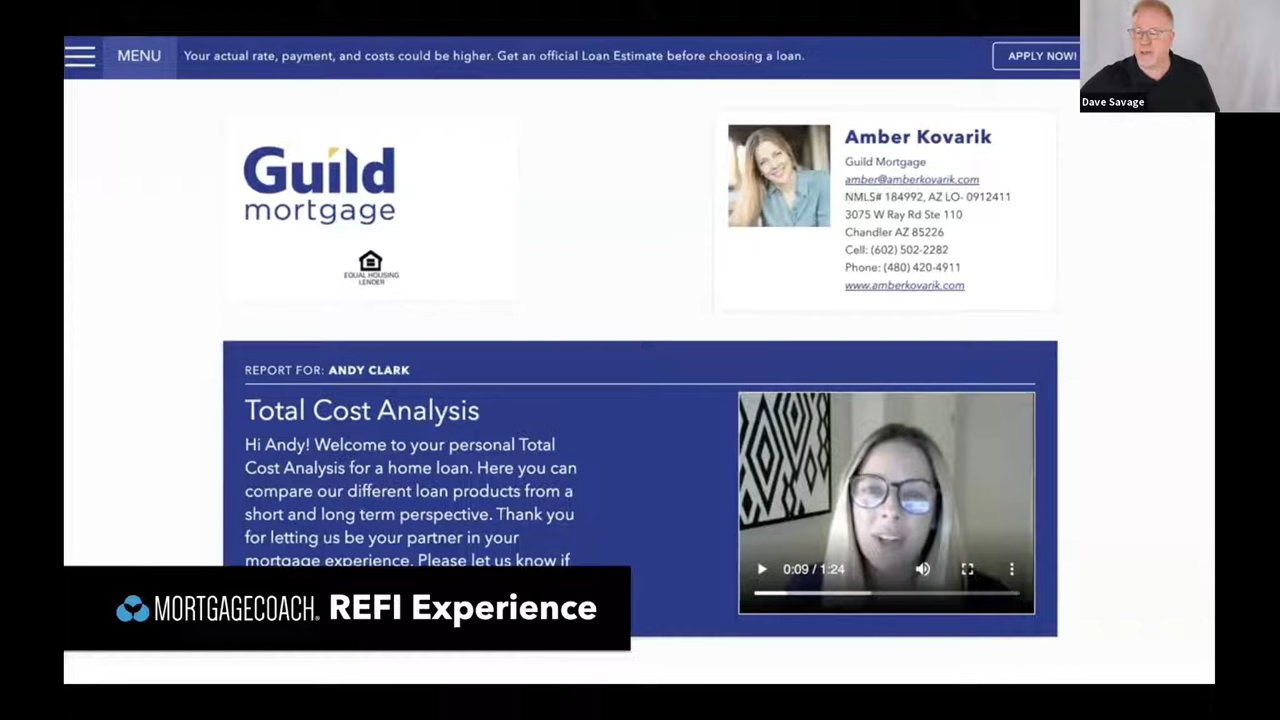 MENU
Your actual rate, payment, and costs could be higher. Get an official Loan Estimate before choosing a loan.
APPLY NOW!
Dave Savage
Guild
mortgage
EQUAL HOUSING
LENDER
Amber Kovarik
Guild Mortgage
amber@amberkovarik.com
NMLS# 184992, AZ LO- 0912411
3075 W Ray Rd Ste 110
Chandler AZ 85226
Cell: (602) 502-2282
Phone: (480) 420-4911
www.amberkovarik.com
REPORT FOR: ANDY CLARK
Total Cost Analysis
Hi Andy! Welcome to your personal Total
Cost Analysis for a home loan. Here you can
compare our different loan products from a
short and long term perspective. Thank you
for letting us be your partner in your
mortgage experience. Please let us know if
0:09 / 1:24
MORTGAGECOACH® REFI Experience